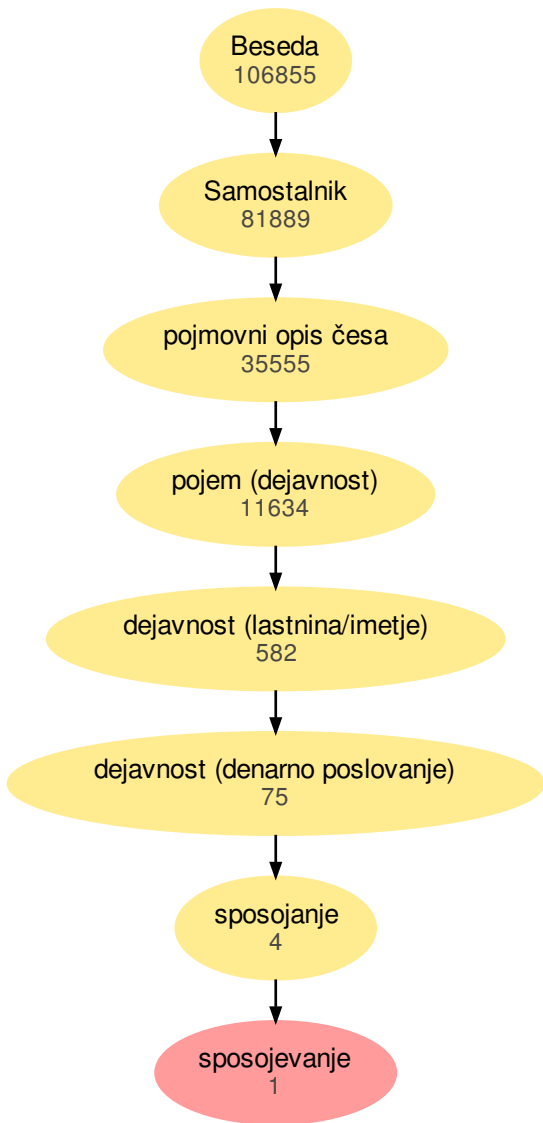 Beseda
106855
Samostalnik
81889
pojmovni opis česa
35555
pojem (dejavnost)
11634
dejavnost (lastnina/imetje)
582
dejavnost (denarno poslovanje)
75
sposojanje
4
sposojevanje
1